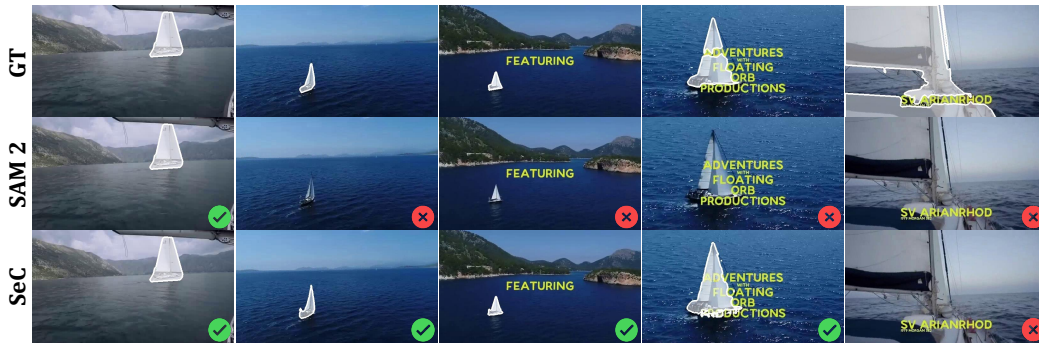 GT
FEATURING
ADVENTURES
WITH
FLOATING
ORB
PRODUCTIONS
SV ARIANRHOD
SAM 2
FEATURING
ADVENTURES
WITH
FLOATING
ORB
PRODUCTIONS
SV ARIANRHOD
SeC
FEATURING
ADVENTURES
WITH
FLOATING
ORB
PRODUCTIONS
SV ARIANRHOD